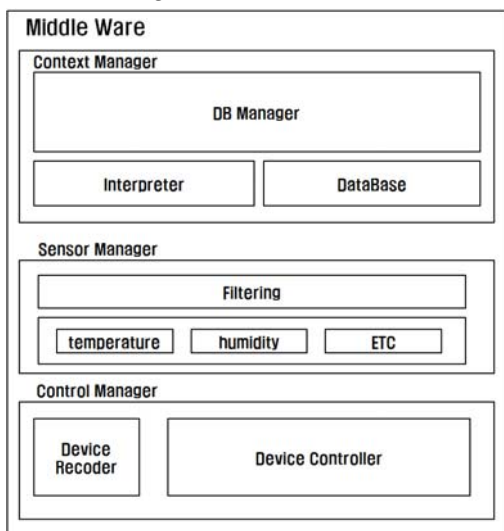 Middle Ware
Context Manager
DB Manager
Interpreter
DataBase
Sensor Manager
Filtering
temperature
humidity
ETC
Control Manager
Device
Recoder
Device Controller